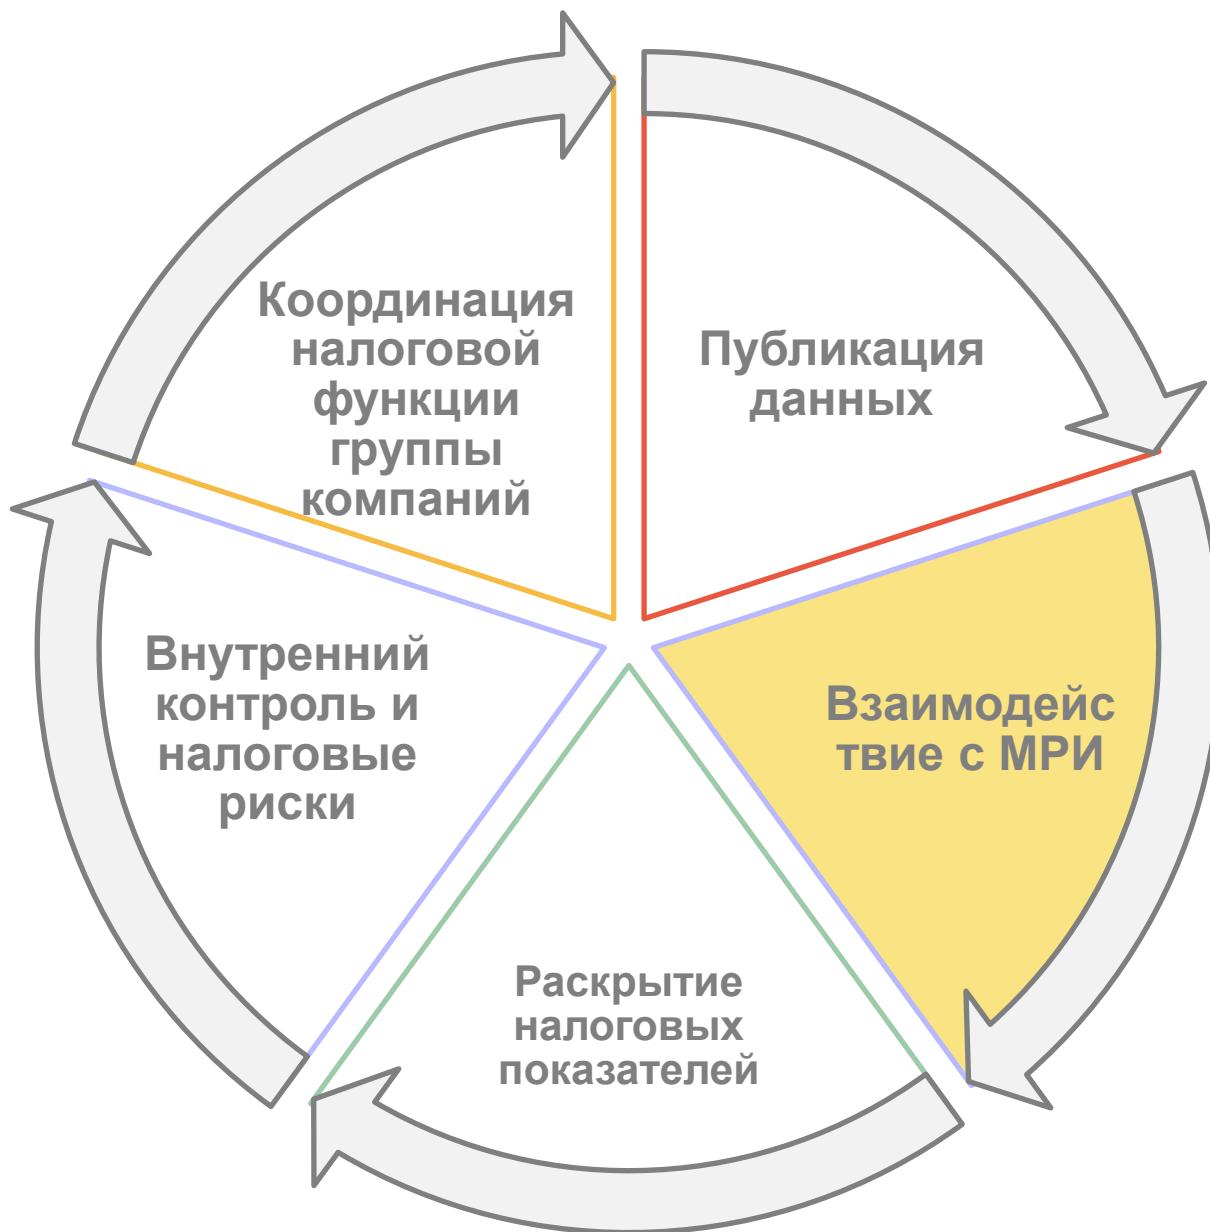 Координация
налоговой
функции
группы
компаний
Публикация
данных
Взаимодейс
твие с МРИ
Раскрытие
налоговых
показателей
Внутренний
контроль и
налоговые
риски